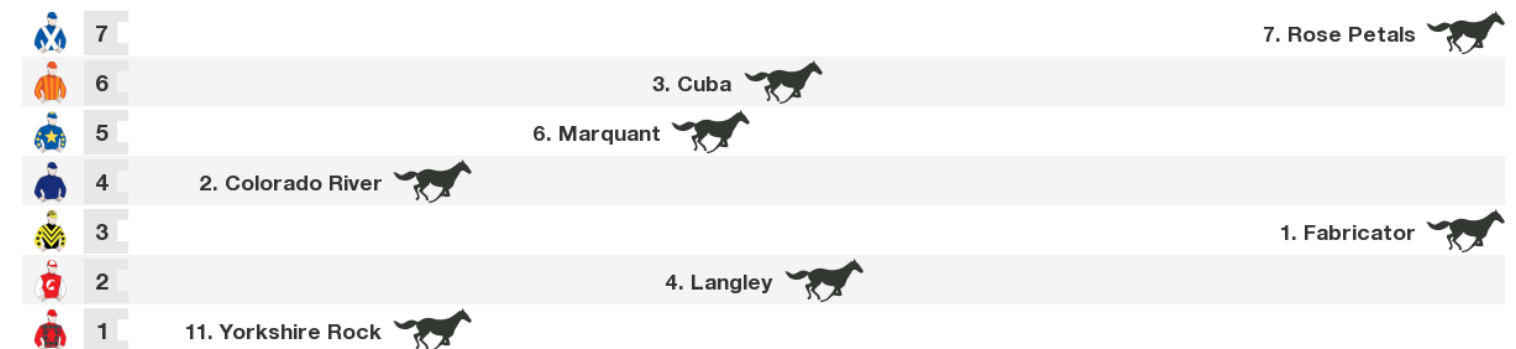 7 7. Rose Petals
6 3. Cuba
5 6. Marquant
4 2. Colorado River
3 1. Fabricator
2 4. Langley
1 11. Yorkshire Rock